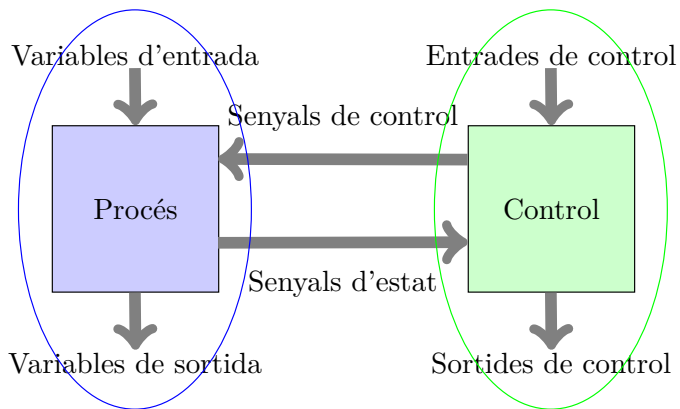 Variables d'entrada
Entrades de control
Senyals de control
Procés
Control
Senyals d'estat
Variables de sortida
Sortides de control